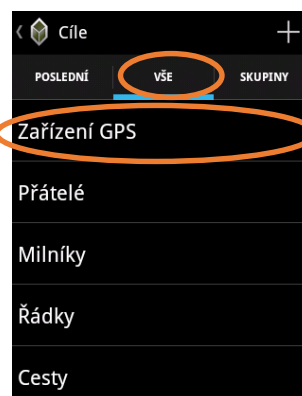 Cíle
POSLEDNÍ VŠE SKUPINY
Zařízení GPS
Přátelé
Milníky
Řádky
Cesty